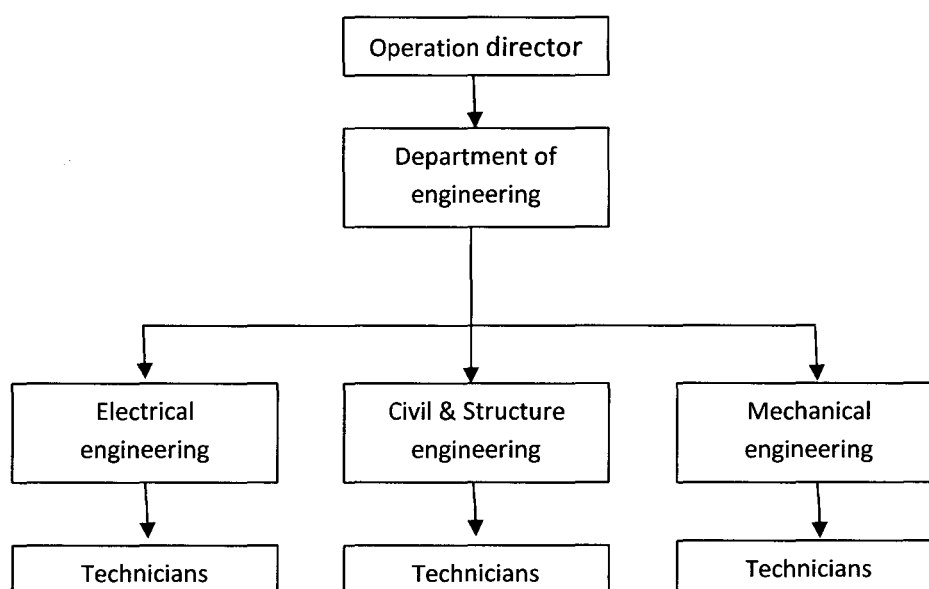 Operation director
Department of
engineering
Electrical
engineering
Civil & Structure
engineering
Mechanical
engineering
Technicians
Technicians
Technicians